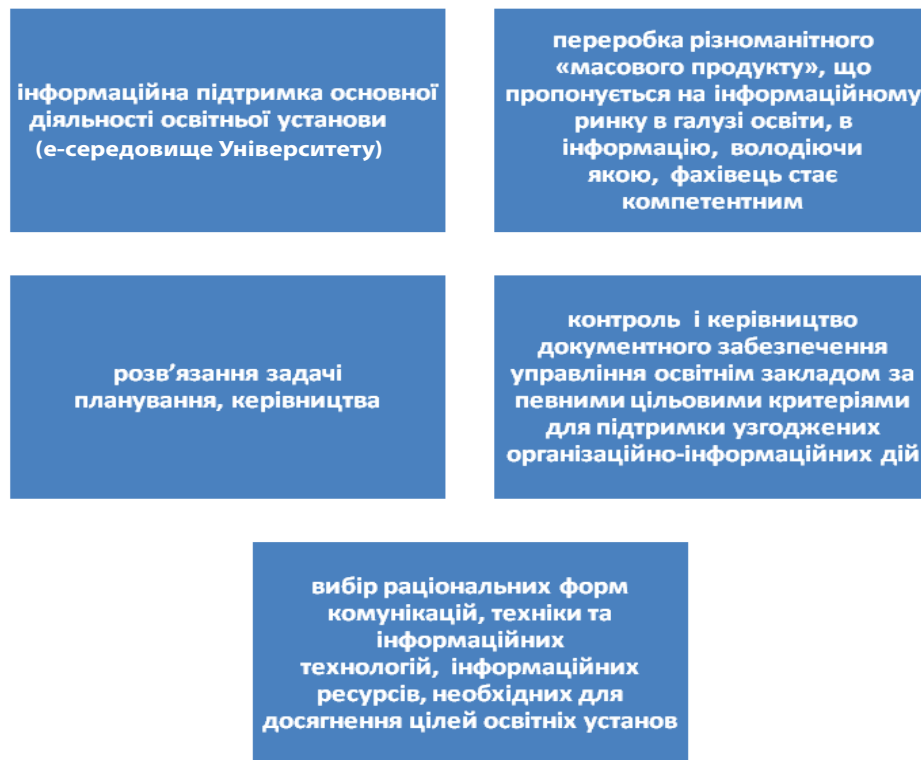 інформаційна підтримка основної
діяльності освітньої установи
(е-середовище Університету)
переробка різноманітного
«масового продукту», що
пропонується на інформаційному
ринку в галузі освіти, в
інформацію, володіючи
якою, фахівець стає
компетентним
розв’язання задачі
планування, керівництва
контроль і керівництво
документного забезпечення
управління освітнім закладом за
певними цільовими критеріями
для підтримки узгоджених
організаційно-інформаційних дій
вибір раціональних форм
комунікацій, техніки та
інформаційних
технологій, інформаційних
ресурсів, необхідних для
досягнення цілей освітніх установ